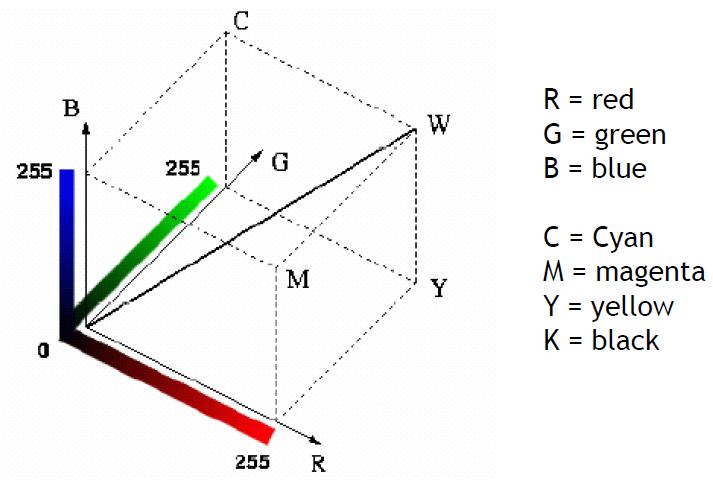 C
B
W
R = red
255
255
G
G = green
B = blue
C = Cyan
M
Y
M = magenta
Y = yellow
0
K = black
255
R